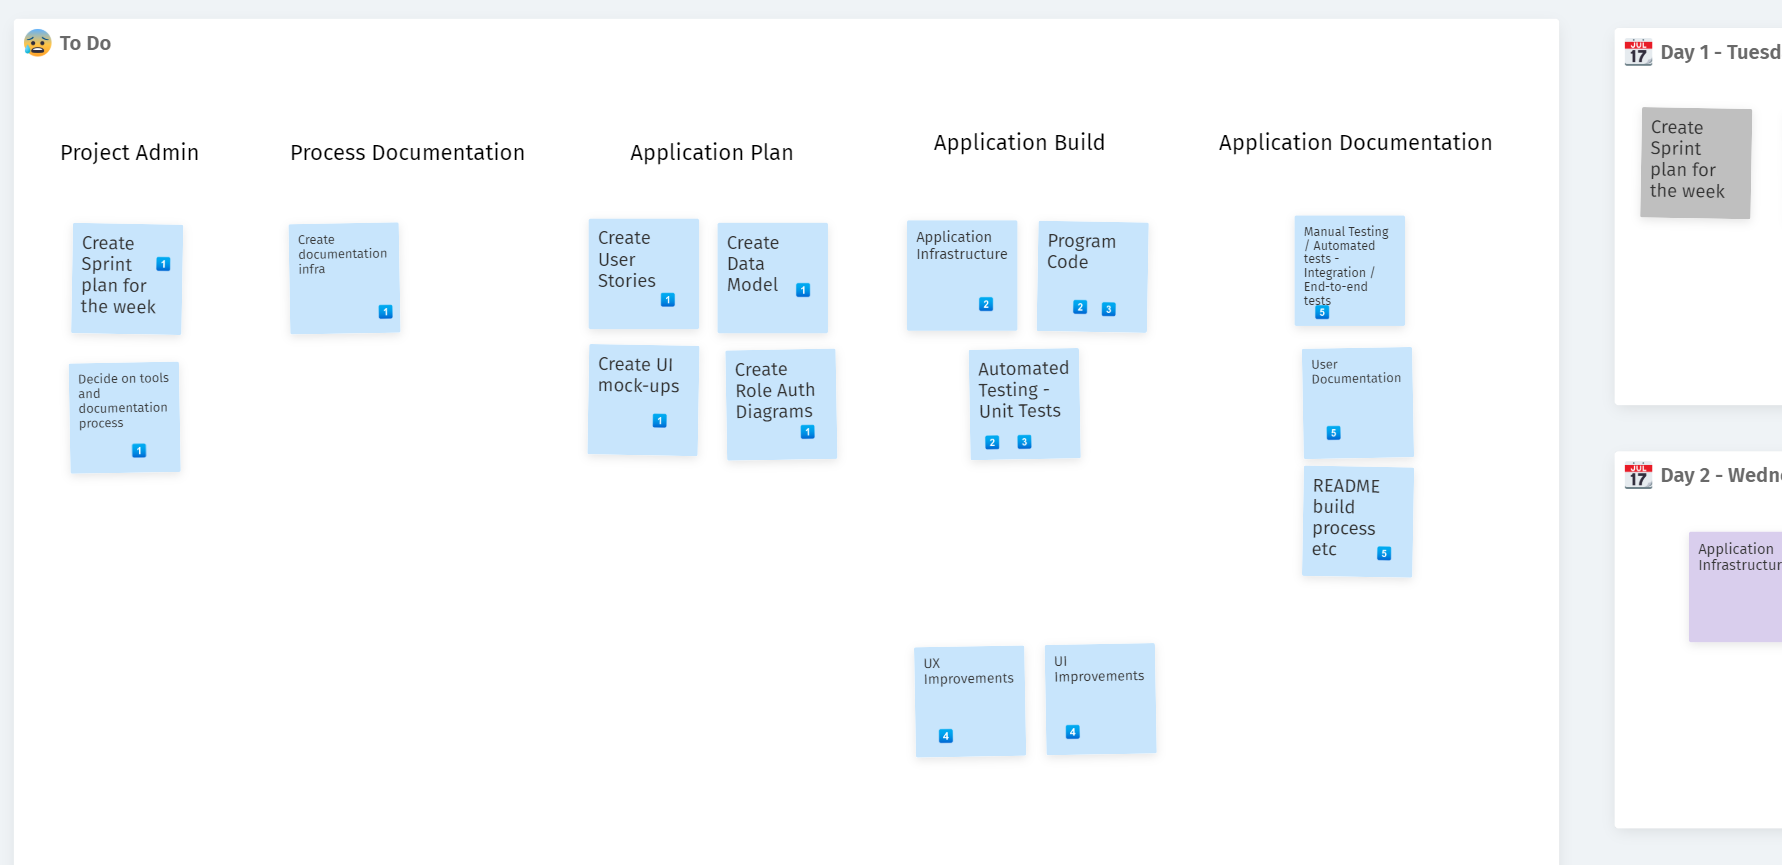 To Do
Project Admin
Create
Sprint
plan for
the week
1
Decide on tools
and
documentation
process
1
Process Documentation
Create
documentation
infra
1
Application Plan
Create
User
Stories
1
Create
Data
Model
1
Create UI
mock-ups
1
Create
Role Auth
Diagrams
1
Application Build
Application
Infrastructure
2
Program
Code
2 3
Automated
Testing -
Unit Tests
2 3
UX
Improvements
4
UI
Improvements
4
Application Documentation
Manual Testing
/ Automated
tests -
Integration /
End-to-end
tests
5
User
Documentation
5
README
build
process
etc
5
JUL
17
Day 1 - Tuesd
Create
Sprint
plan for
the week
JUL
17
Day 2 - Wedn
Application
Infrastructur